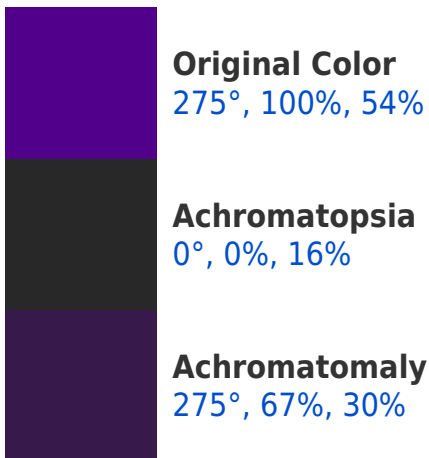 Original Color
275°, 100%, 54%
Achromatopsia
0°, 0%, 16%
Achromatomaly
275°, 67%, 30%